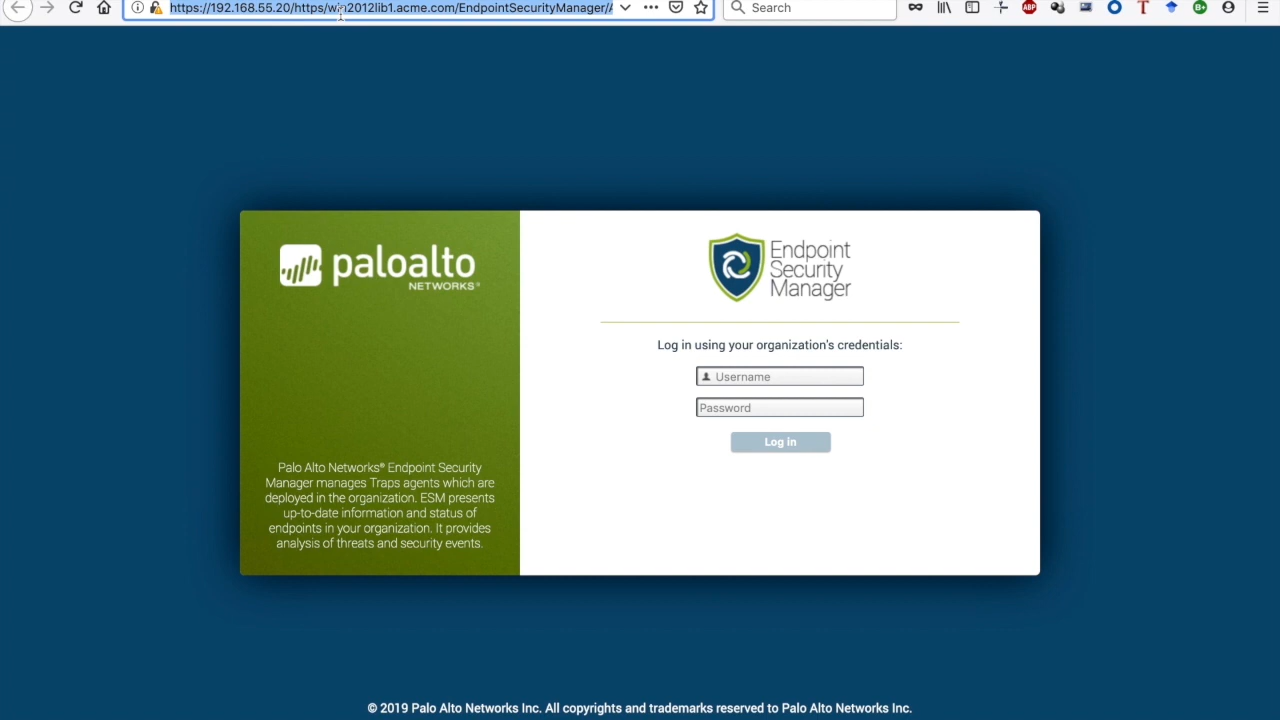 https://192.168.55.20/https/win2012lib1.acme.com/EndpointSecurityManager/
Search
ABP
T
B+
paloalto
NETWORKS®
Palo Alto Networks® Endpoint Security
Manager manages Traps agents which are
deployed in the organization. ESM presents
up-to-date information and status of
endpoints in your organization. It provides
analysis of threats and security events.
Endpoint
Security
Manager
Log in using your organization's credentials:
Username
Password
Log in
© 2019 Palo Alto Networks Inc. All copyrights and trademarks reserved to Palo Alto Networks Inc.